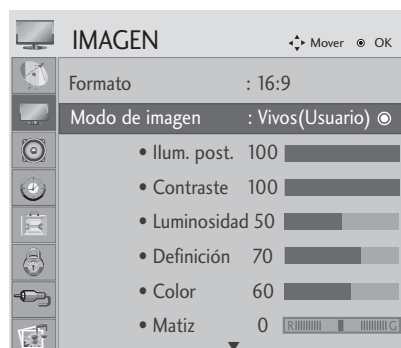 IMAGEN Mover OK
Formato : 16:9
Modo de imagen : Vivos(Usuario)
• Ilum. post. 100
• Contraste 100
• Luminosidad 50
• Definición 70
• Color 60
• Matiz 0 R G